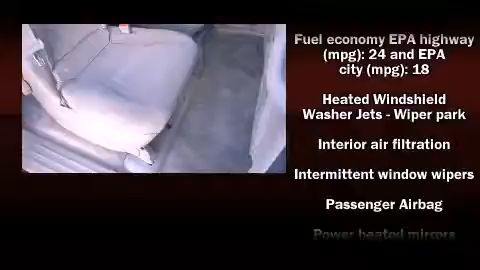 Fuel economy EPA highway
(mpg): 24 and EPA
city (mpg): 18
Heated Windshield
Washer Jets - Wiper park
Interior air filtration
Intermittent window wipers
Passenger Airbag
Power heated mirrors